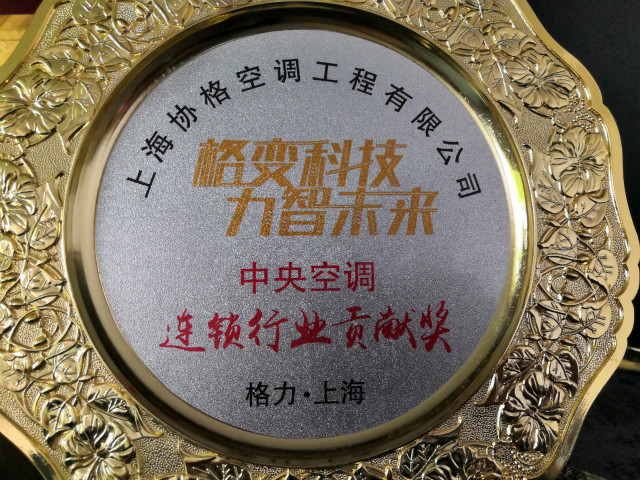 上海协格空调工程有限公司
格变科技
力智未来
中央空调
连锁行业贡献奖
格力·上海